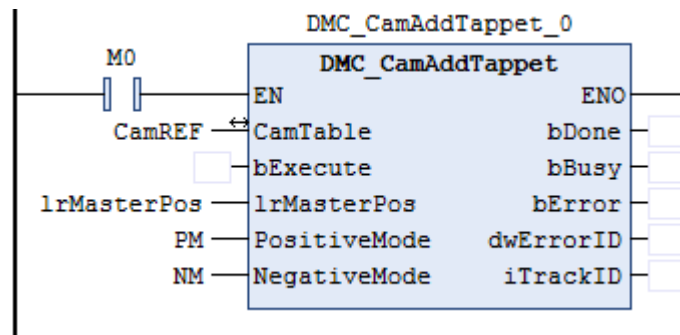 DMC_CamAddTappet_0
M0
DMC_CamAddTappet
EN ENO
CamREF CamTable bDone
bExecute bBusy
lrMasterPos lrMasterPos bError
PM PositiveMode dwErrorID
NM NegativeMode iTrackID